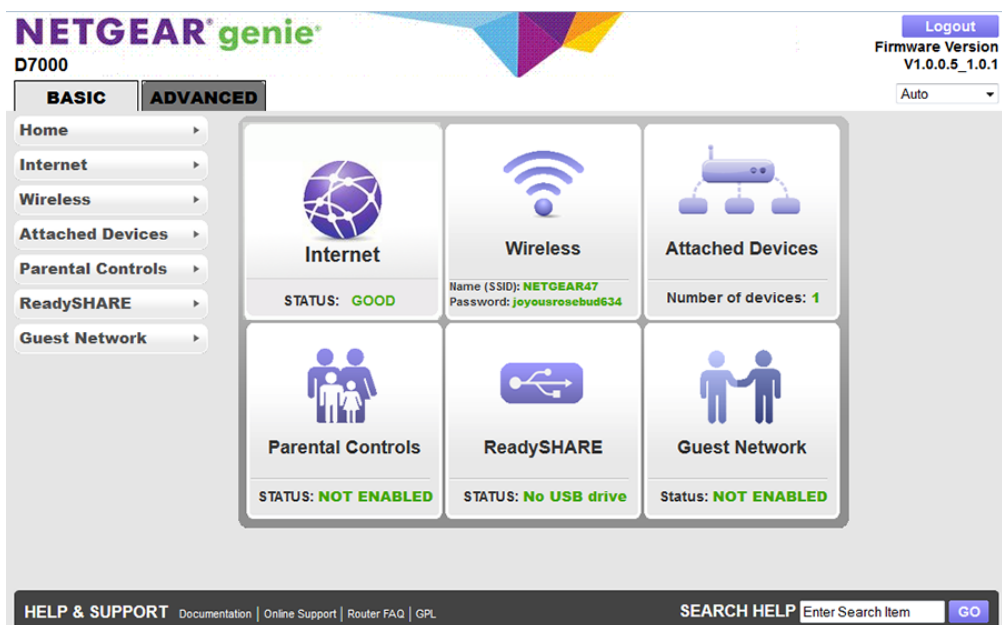 NETGEAR® genie®
Logout
Firmware Version
V1.0.0.5_1.0.1
D7000
BASIC
ADVANCED
Auto
Home
Internet
Wireless
Attached Devices
Parental Controls
ReadySHARE
Guest Network
Internet
STATUS: GOOD
Wireless
Name (SSID): NETGEAR47
Password: joyousrosebud634
Attached Devices
Number of devices: 1
Parental Controls
STATUS: NOT ENABLED
ReadySHARE
STATUS: No USB drive
Guest Network
Status: NOT ENABLED
HELP & SUPPORT Documentation | Online Support | Router FAQ | GPL
SEARCH HELP Enter Search Item GO